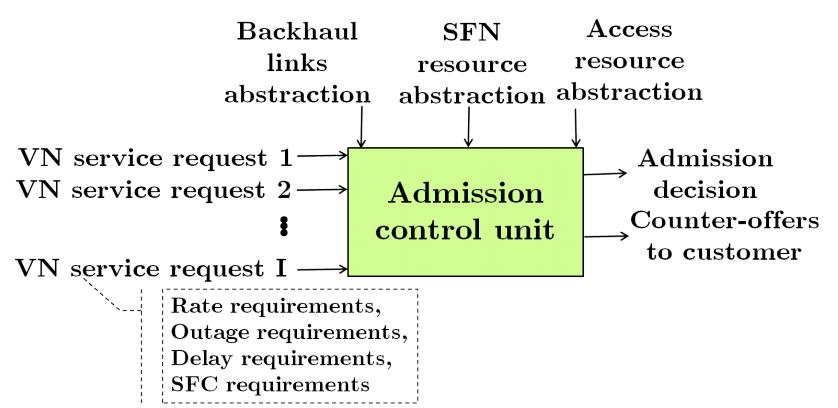 Backhaul
links
abstraction
SFN
resource
abstraction
Access
resource
abstraction
VN service request 1
VN service request 2
VN service request I
Admission
control unit
Admission
decision
Counter-offers
to customer
Rate requirements,
Outage requirements,
Delay requirements,
SFC requirements